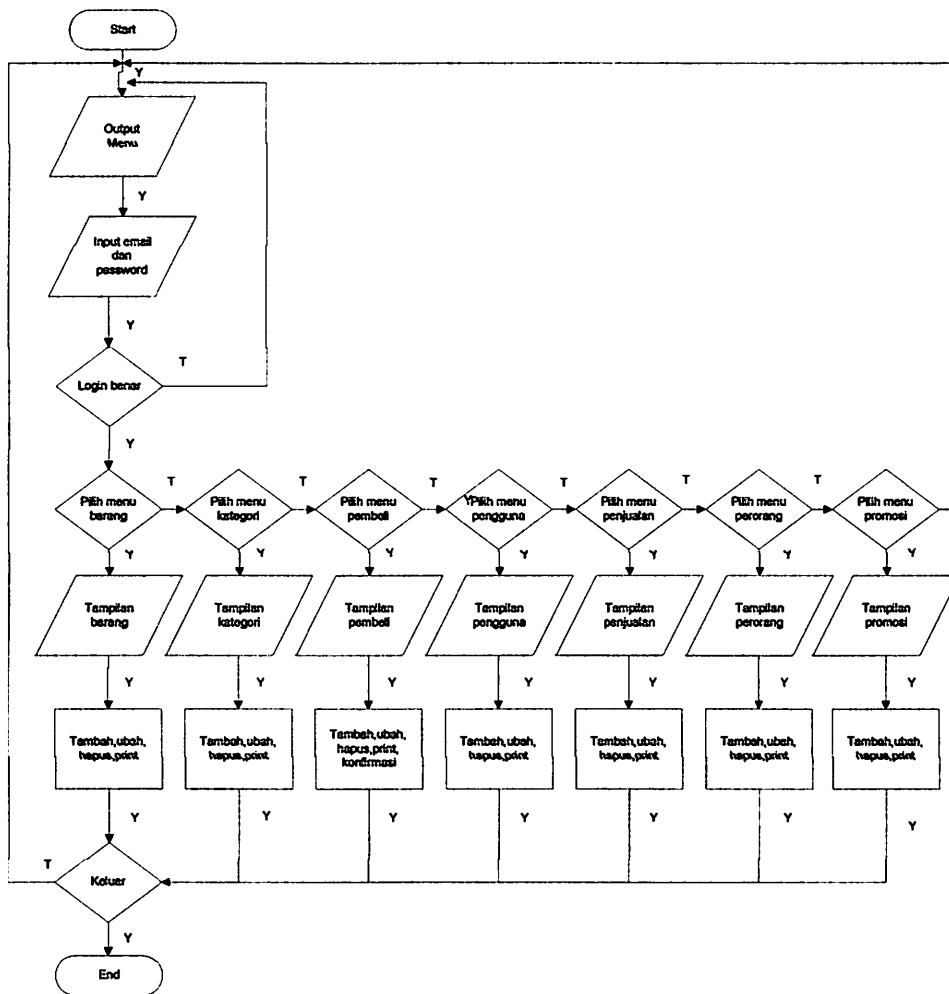 Start
Y
Output
Menu
Y
Input email
dan
password
Y
T
Login benar
Y
Pilih menu
barang
T
Pilih menu
kategori
T
Pilih menu
pembeli
T
Y
Pilih menu
pengguna
T
Pilih menu
penjualan
T
Pilih menu
perorang
T
Pilih menu
promosi
Y
Y
Y
Y
Y
Y
Y
Tampilan
barang
Tampilan
kategori
Tampilan
pembeli
Tampilan
pengguna
Tampilan
penjualan
Tampilan
perorang
Tampilan
promosi
Y
Y
Y
Y
Y
Y
Y
Tambah,ubah,
hapus,print
Tambah,ubah,
hapus,print
Tambah,ubah,
hapus,print,
konfirmasi
Tambah,ubah,
hapus,print
Tambah,ubah,
hapus,print
Tambah,ubah,
hapus,print
Tambah,ubah,
hapus,print
Y
Y
Y
Y
Y
Y
Y
T
Keluar
Y
End